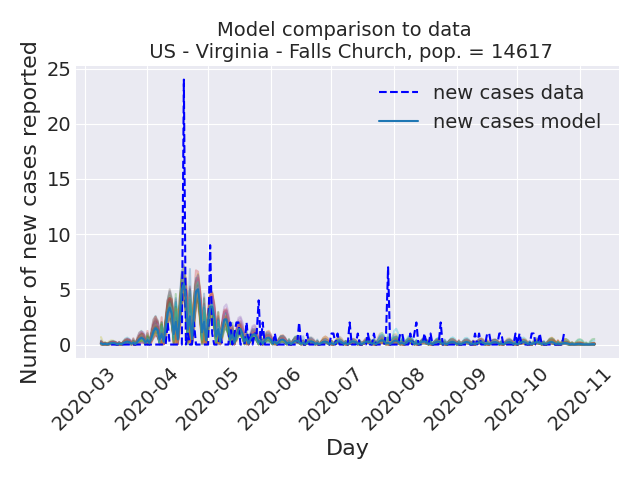 Model comparison to data
US - Virginia - Falls Church, pop. = 14617
Number of new cases reported
25
20
15
10
5
0
new cases data
new cases model
2020-03
2020-04
2020-05
2020-06
2020-07
2020-08
2020-09
2020-10
2020-11
Day